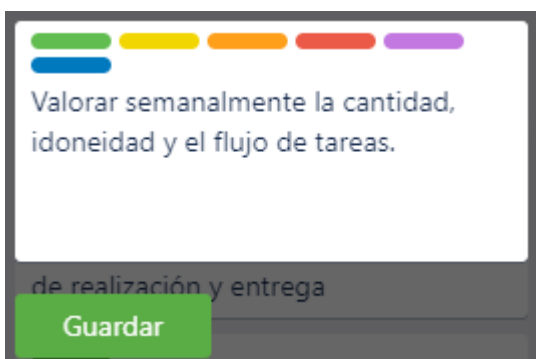 Valorar semanalmente la cantidad,
idoneidad y el flujo de tareas.
de realización y entrega
Guardar